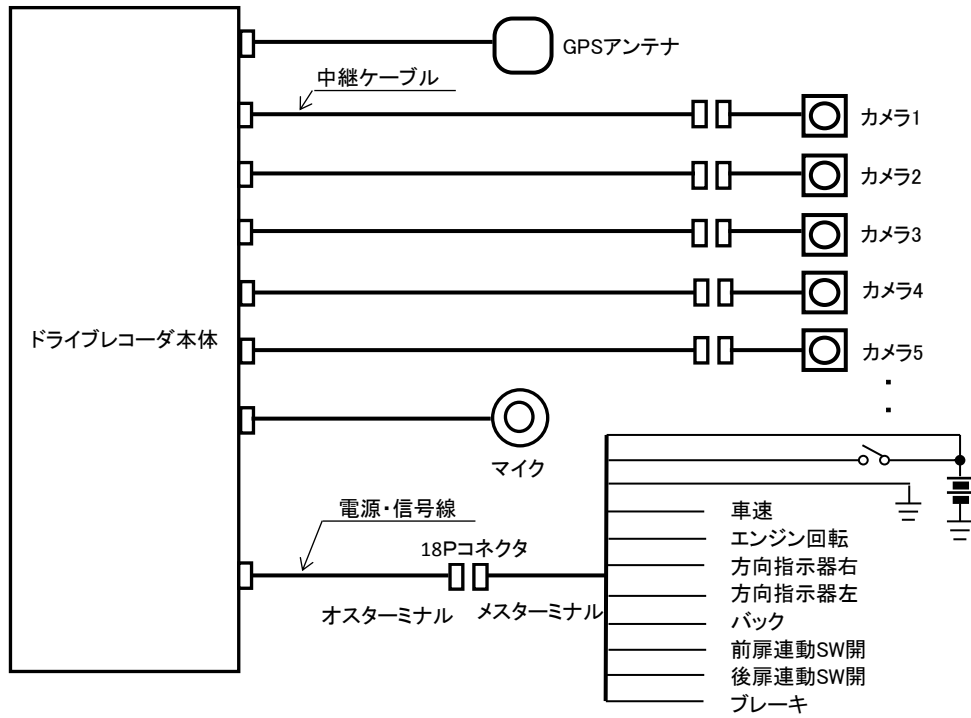 GPSアンテナ
中継ケーブル
カメラ1
カメラ2
カメラ3
カメラ4
ドライブレコーダ本体
カメラ5
・
・
マイク
電源・信号線
18Pコネクタ
オスターミナル
メスターミナル
車速
エンジン回転
方向指示器右
方向指示器左
バック
前扉連動SW開
後扉連動SW開
ブレーキ